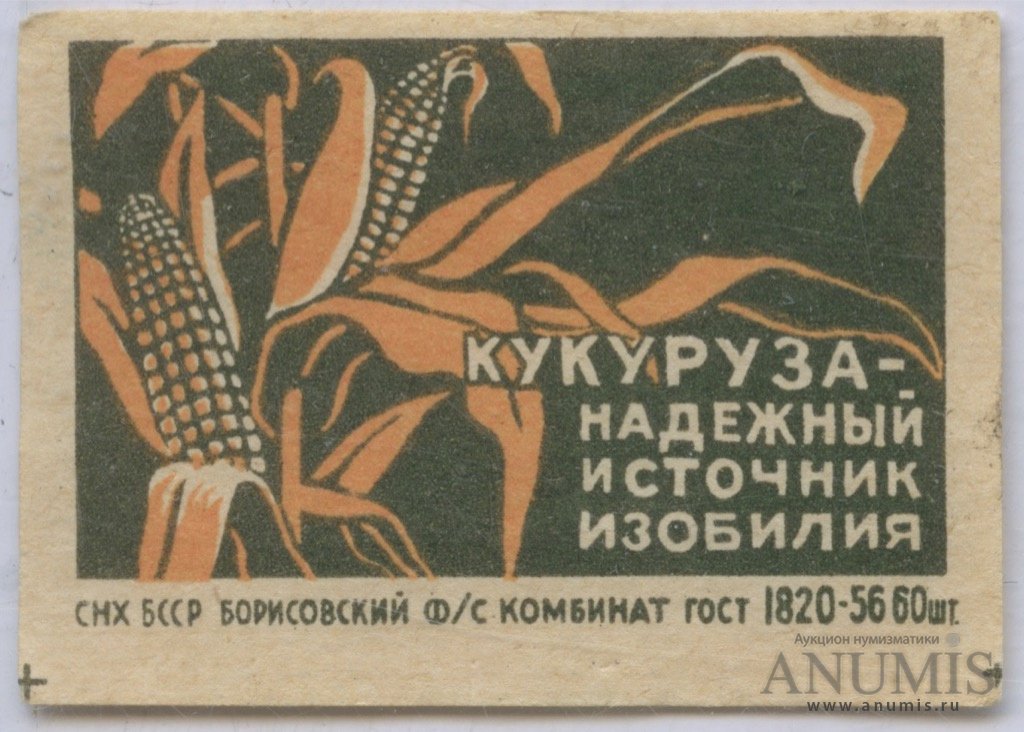 КУКУРУЗА-
НАДЕЖНЫЙ
ИСТОЧНИК
ИЗОБИЛИЯ
СНХ БССР БОРИСОВСКИЙ Ф/С КОМБИНАТ ГОСТ 1820-56 60шт.
Аукцион нумизматики
ANUMIS
www.anumis.ru